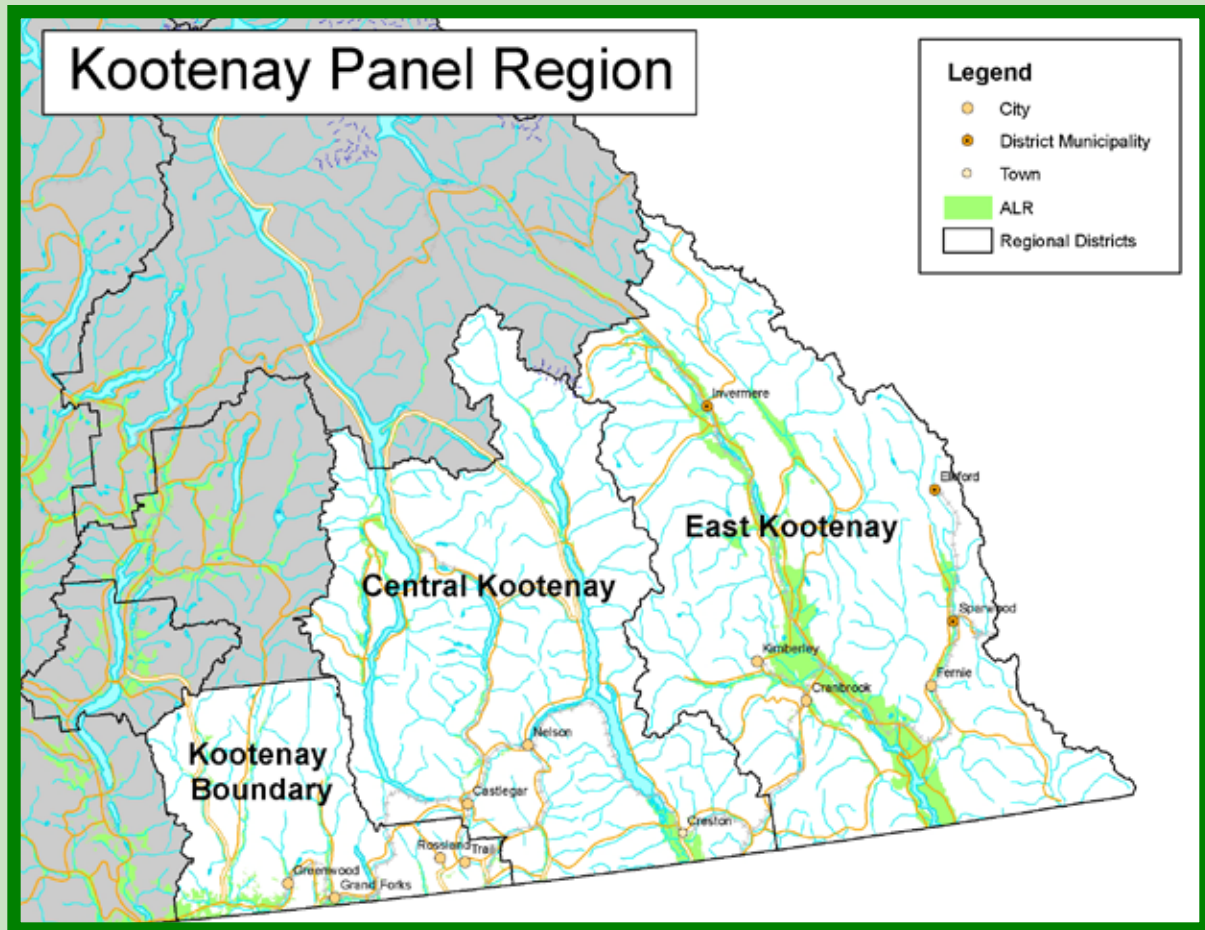 Kootenay Panel Region
Legend
City
District Municipality
Town
ALR
Regional Districts
Invermere
Elkford
East Kootenay
Central Kootenay
Sparwood
Kimberley
Fernie
Cranbrook
Nelson
Kootenay
Boundary
Castlegar
Creston
Rossland
Trail
Greenwood
Grand Forks